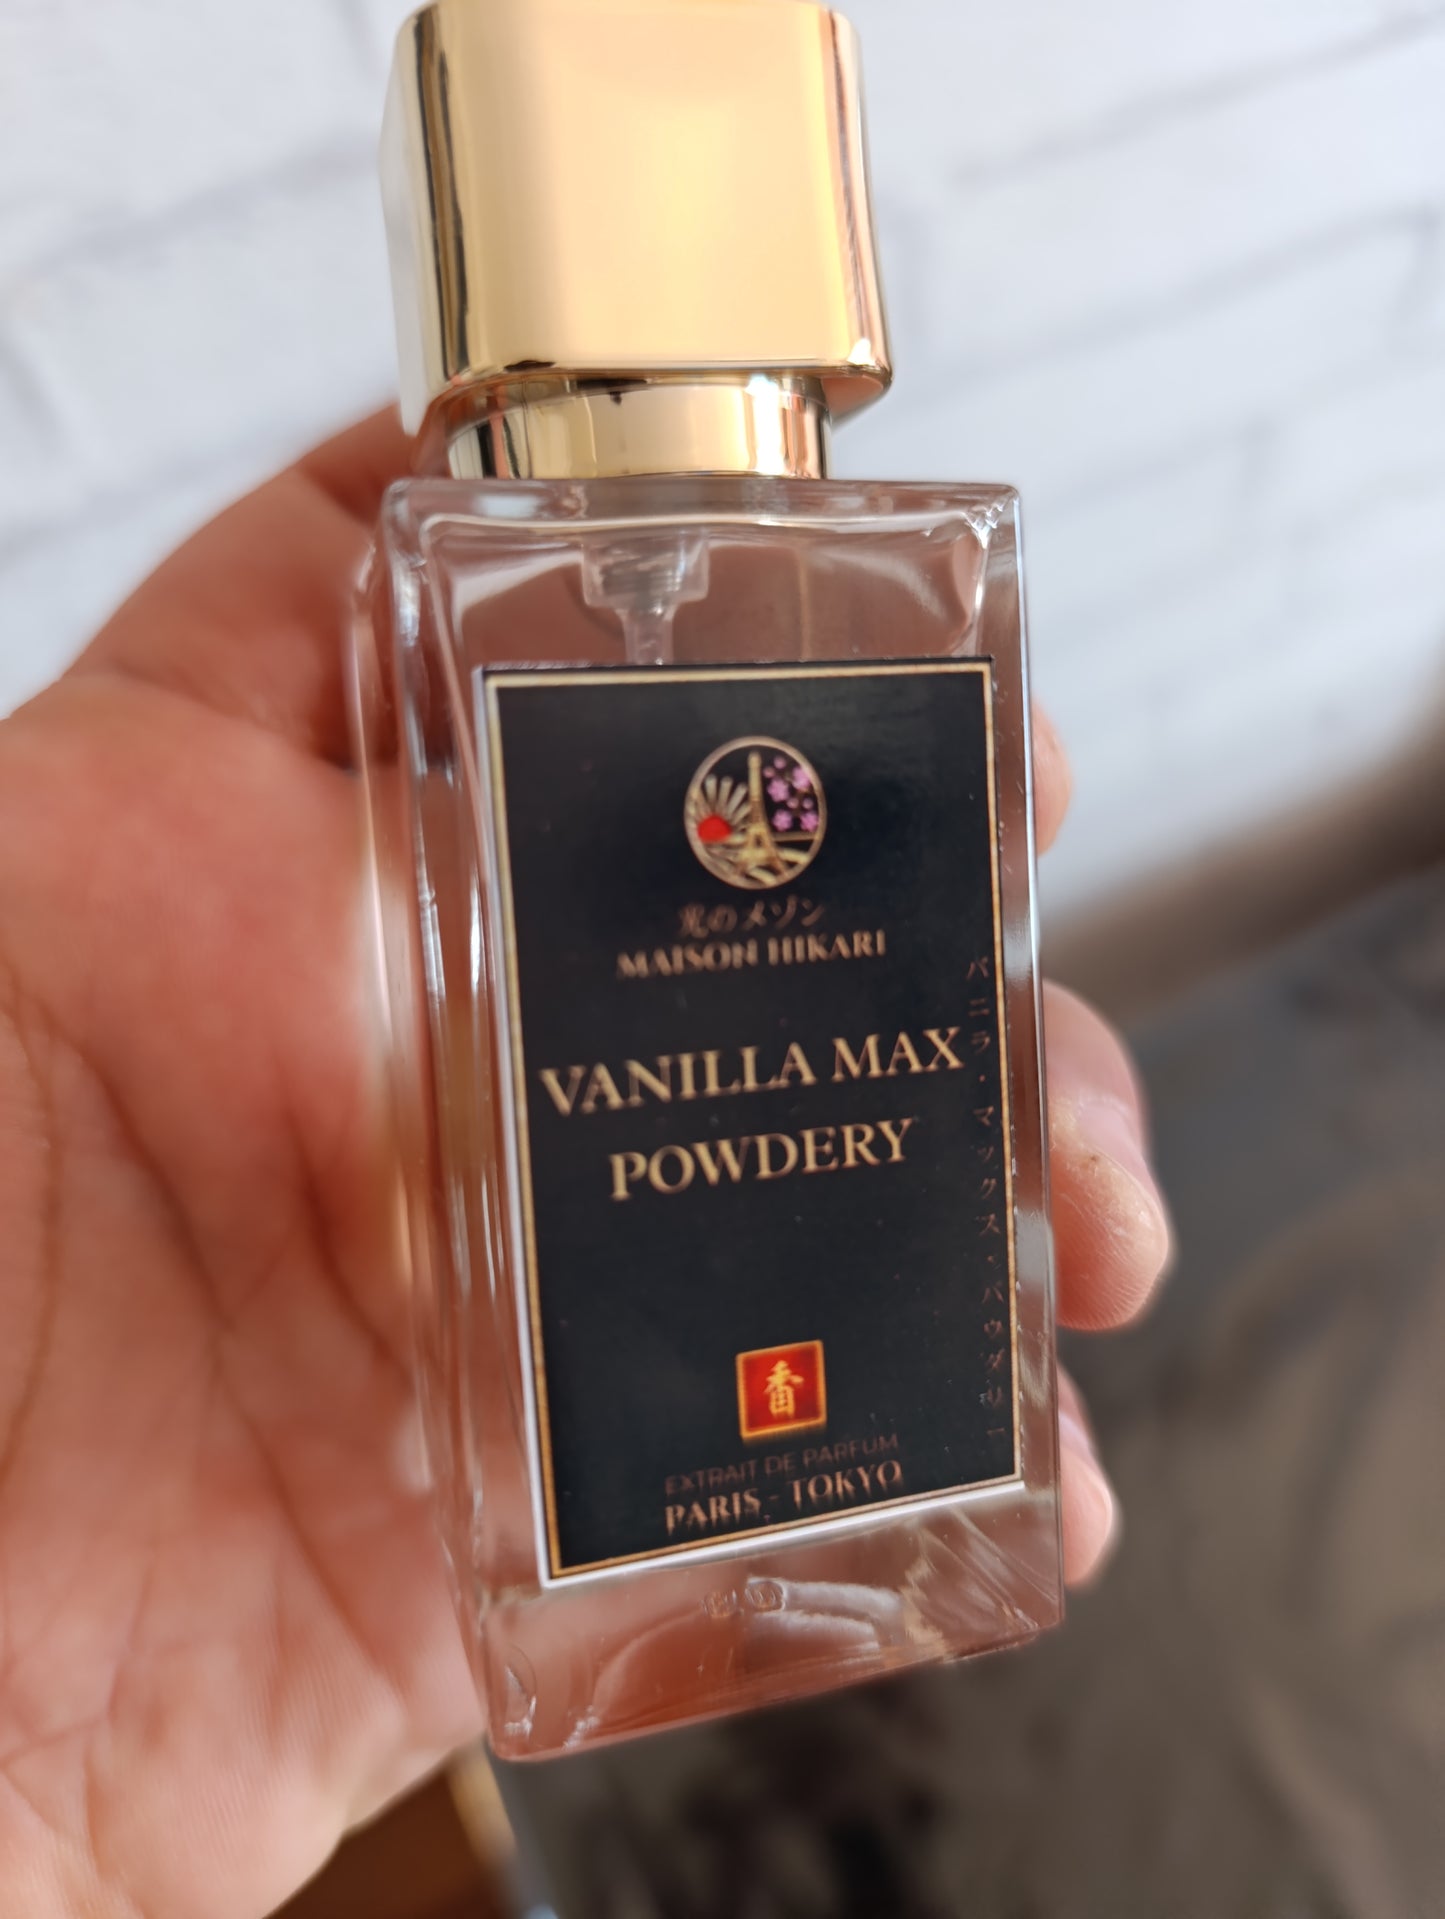 光のメゾン
MAISON HIKARI
VANILLA MAX
POWDERY
バニラ・マックス・パウダリー
香
EXTRAIT DE PARFUM
PARIS - TOKYO